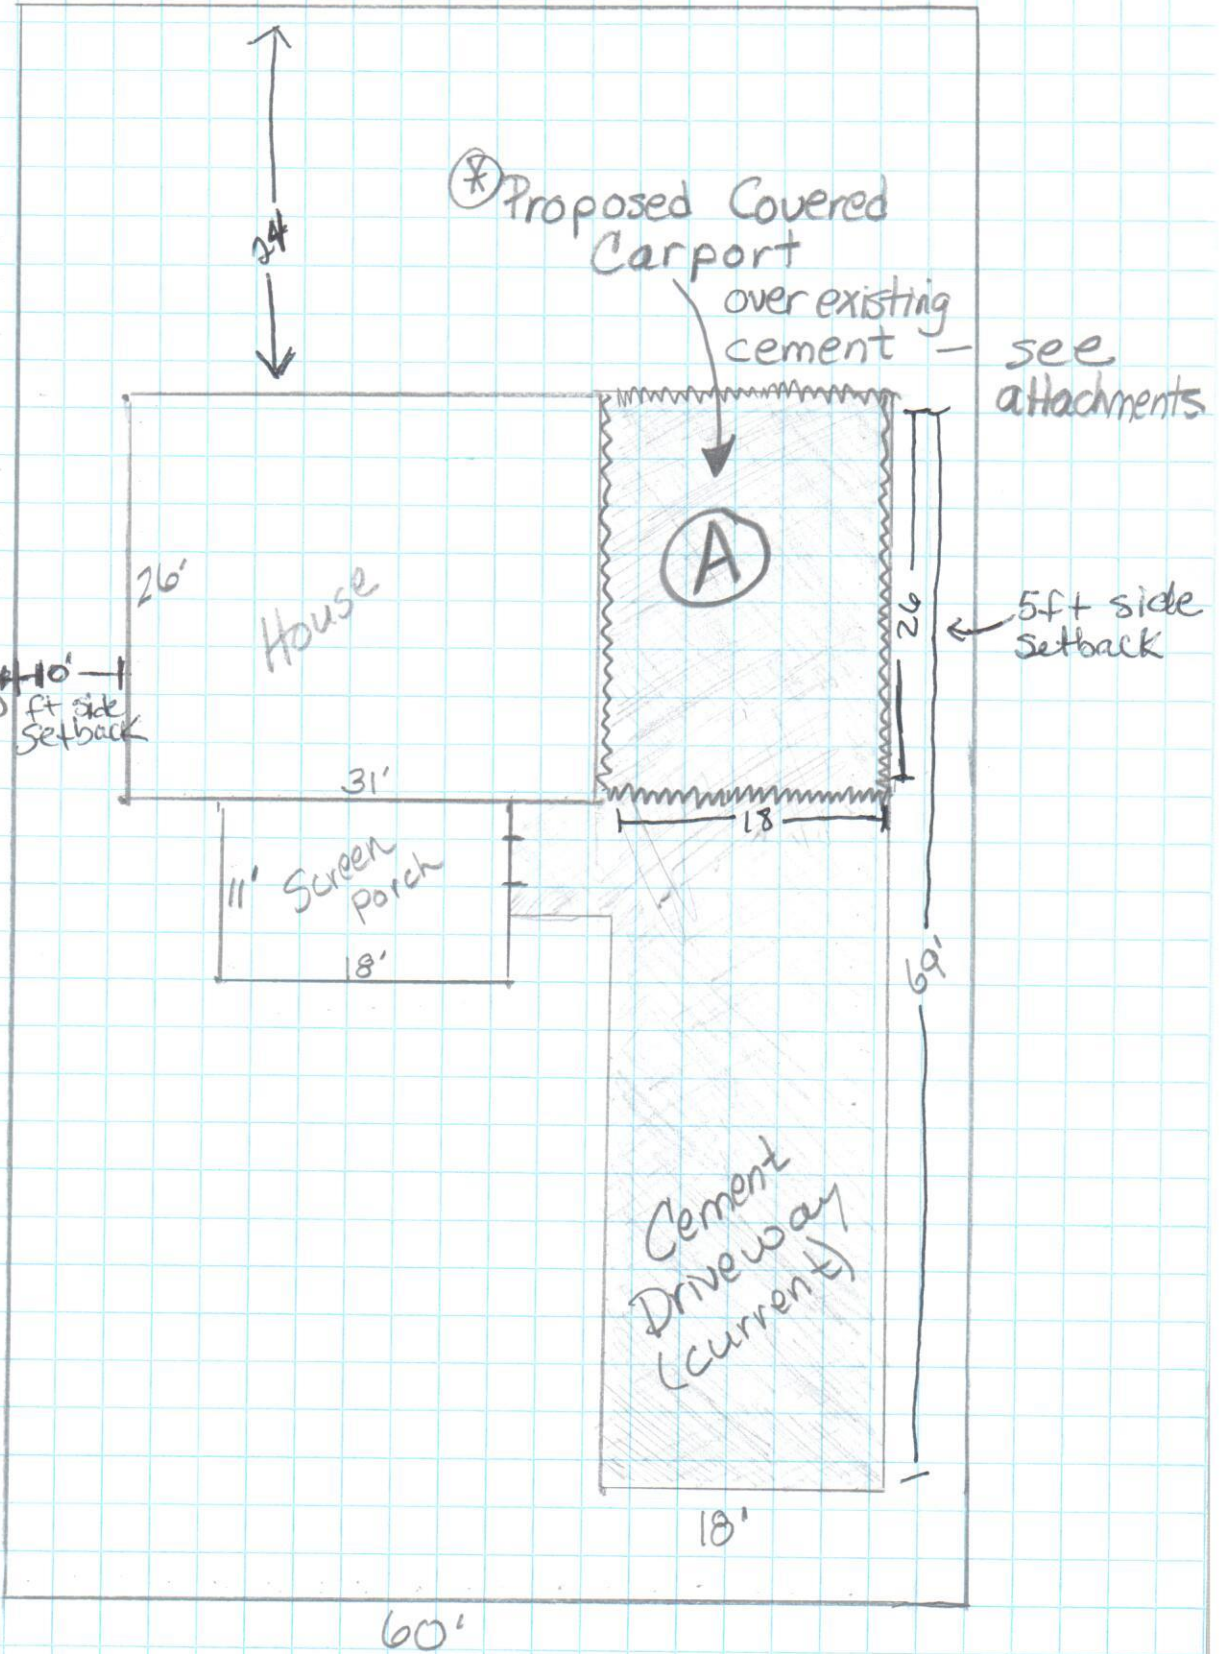 24
* Proposed Covered
Carport
over existing
cement — see
attachments
A
26'
House
10'
ft side
setback
31'
26
5ft side
setback
18
11' Screen
porch
18'
69'
Cement
Driveway
(current)
18'
60'